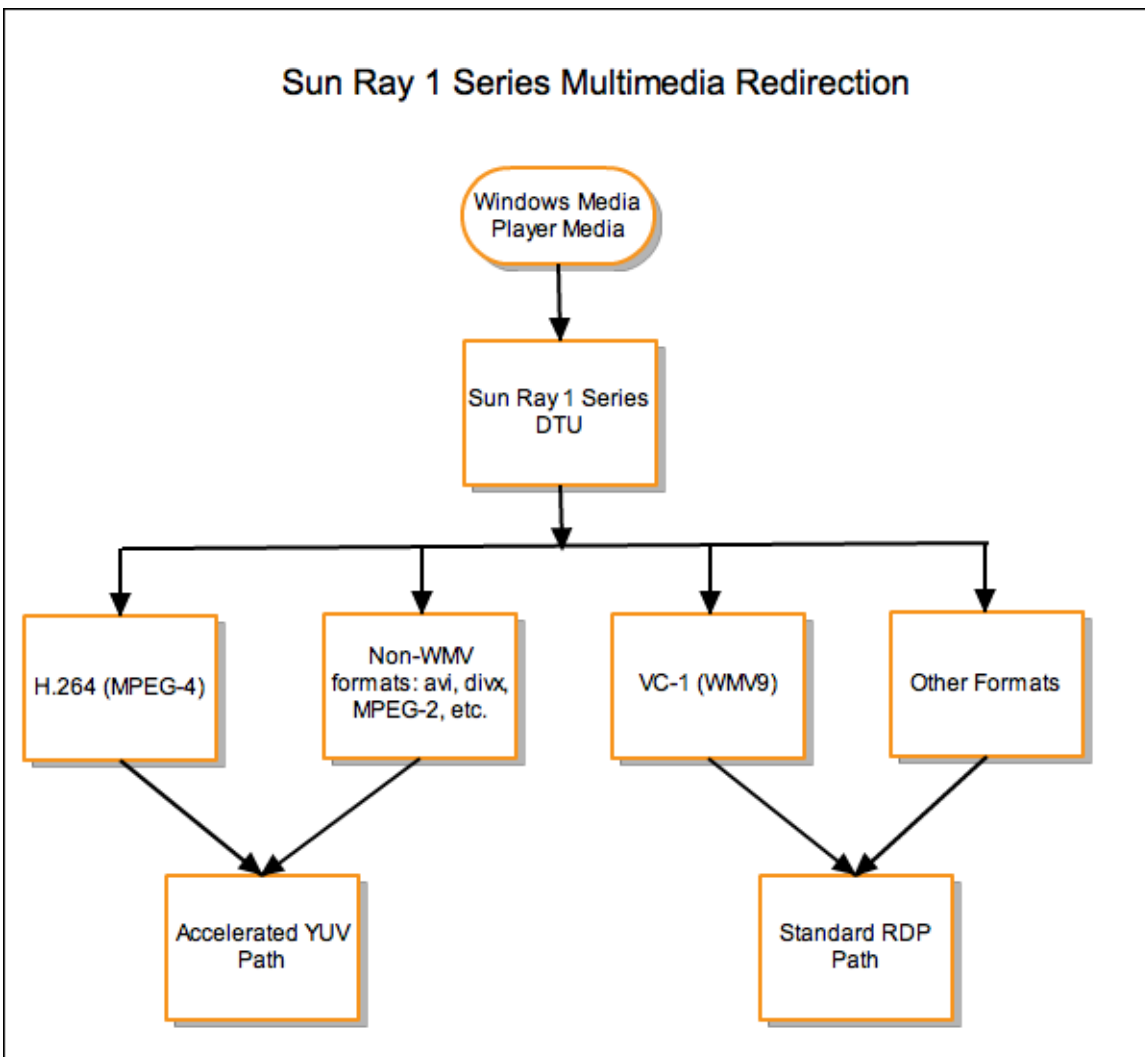 Sun Ray 1 Series Multimedia Redirection
Windows Media
Player Media
Sun Ray 1 Series
DTU
H.264 (MPEG-4)
Non-WMV
formats: avi, divx,
MPEG-2, etc.
VC-1 (WMV9)
Other Formats
Accelerated YUV
Path
Standard RDP
Path